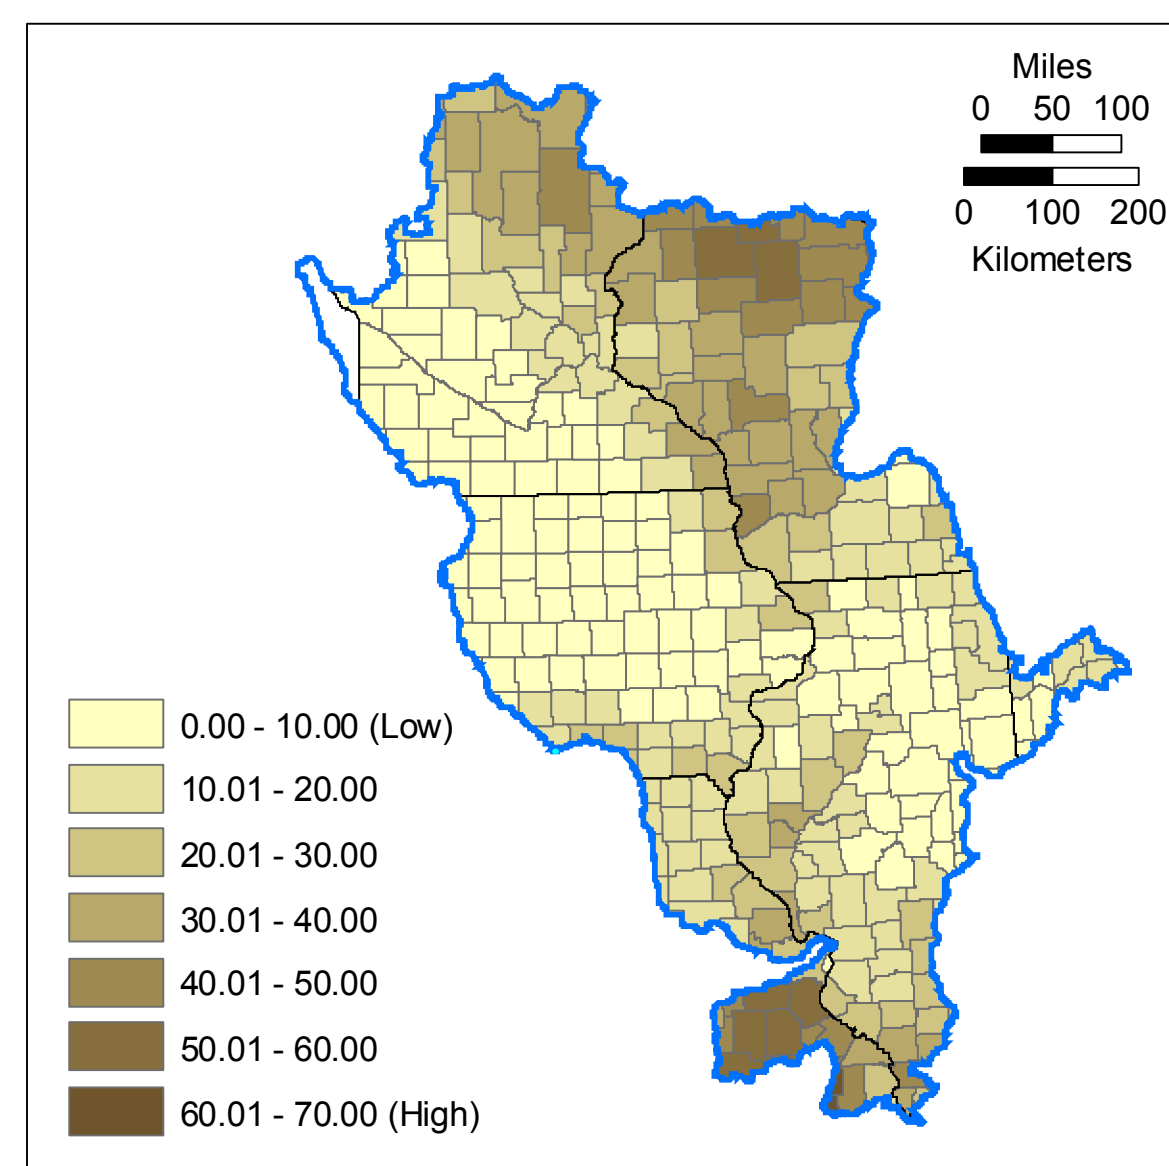 Miles
0 50 100
0 100 200
Kilometers
0.00 - 10.00 (Low)
10.01 - 20.00
20.01 - 30.00
30.01 - 40.00
40.01 - 50.00
50.01 - 60.00
60.01 - 70.00 (High)